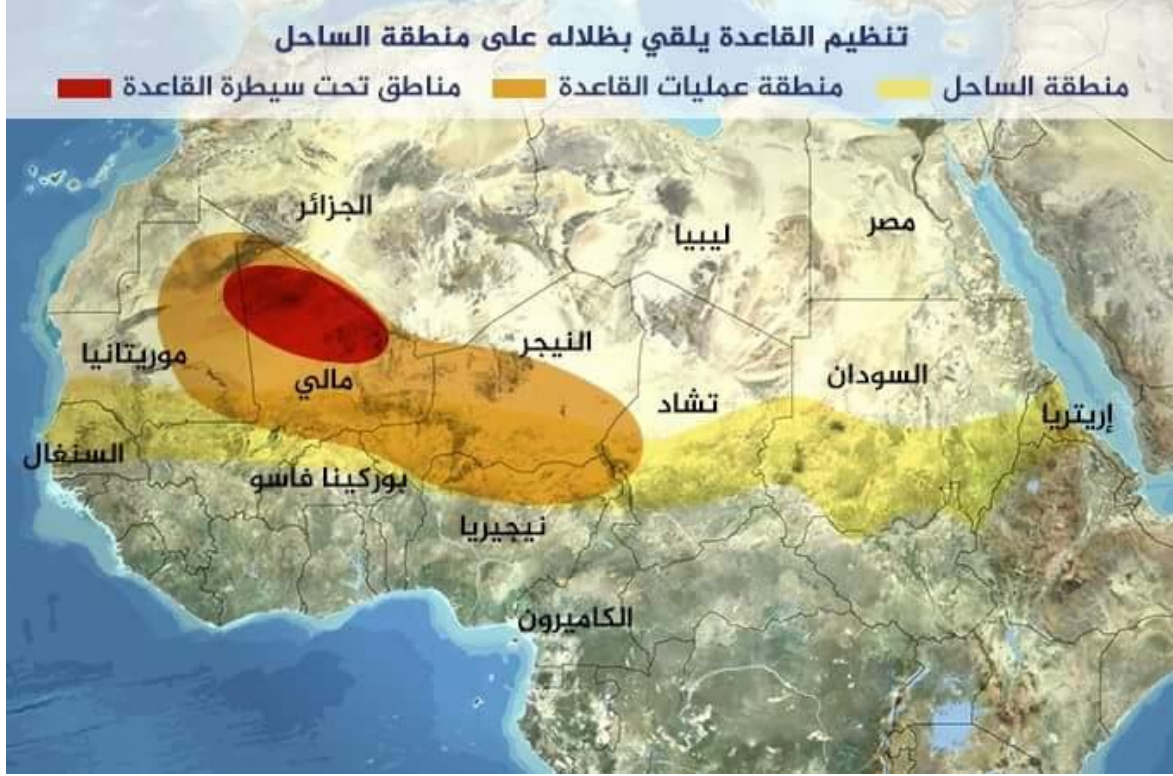 تنظيم القاعدة يلقي بظلاله على منطقة الساحل
منطقة الساحل
منطقة عمليات القاعدة
مناطق تحت سيطرة القاعدة
الجزائر
ليبيا
مصر
موريتانيا
مالي
النيجر
تشاد
السودان
إريتريا
السنغال
بوركينا فاسو
نيجيريا
الكاميرون